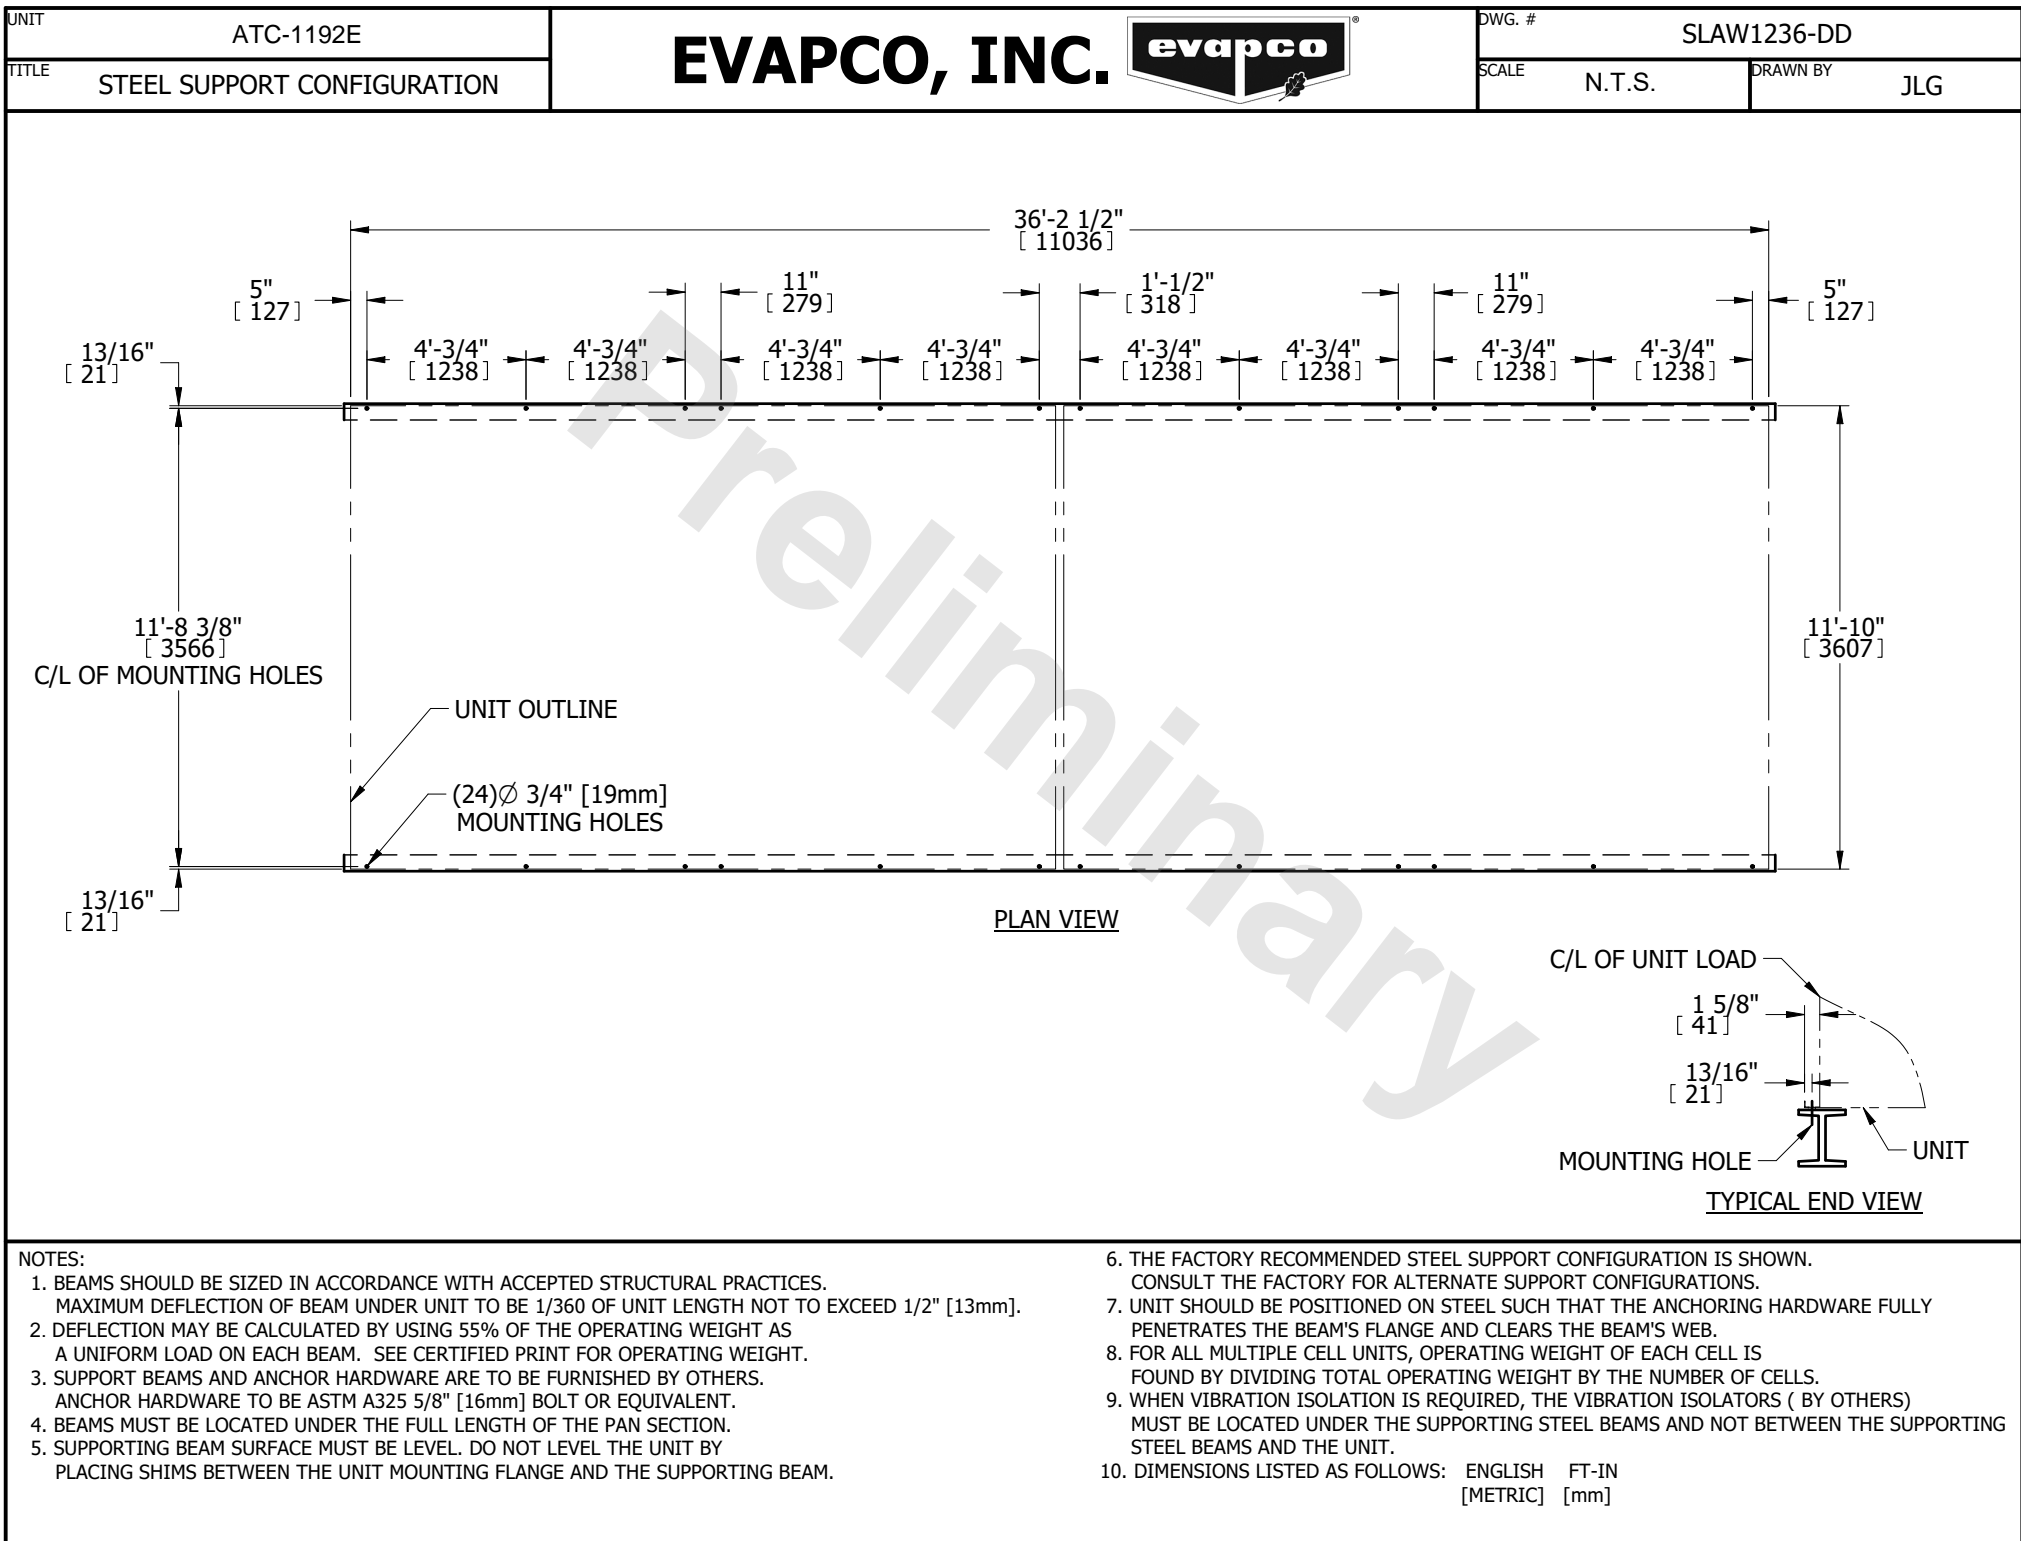 UNIT
ATC-1192E
TITLE
STEEL SUPPORT CONFIGURATION
EVAPCO, INC.
evapco
®
DWG. #
SLAW1236-DD
SCALE
N.T.S.
DRAWN BY
JLG
36'-2 1/2"
[ 11036 ]
5"
[ 127 ]
11"
[ 279 ]
1'-1/2"
[ 318 ]
11"
[ 279 ]
5"
[ 127 ]
13/16"
[ 21 ]
4'-3/4"
[ 1238 ]
4'-3/4"
[ 1238 ]
4'-3/4"
[ 1238 ]
4'-3/4"
[ 1238 ]
4'-3/4"
[ 1238 ]
4'-3/4"
[ 1238 ]
4'-3/4"
[ 1238 ]
4'-3/4"
[ 1238 ]
11'-8 3/8"
[ 3566 ]
C/L OF MOUNTING HOLES
11'-10"
[ 3607 ]
UNIT OUTLINE
(24)∅ 3/4" [19mm]
MOUNTING HOLES
13/16"
[ 21 ]
PLAN VIEW
Preliminary
C/L OF UNIT LOAD
1 5/8"
[ 41 ]
13/16"
[ 21 ]
MOUNTING HOLE
UNIT
TYPICAL END VIEW
NOTES:
1. BEAMS SHOULD BE SIZED IN ACCORDANCE WITH ACCEPTED STRUCTURAL PRACTICES.
MAXIMUM DEFLECTION OF BEAM UNDER UNIT TO BE 1/360 OF UNIT LENGTH NOT TO EXCEED 1/2" [13mm].
2. DEFLECTION MAY BE CALCULATED BY USING 55% OF THE OPERATING WEIGHT AS
A UNIFORM LOAD ON EACH BEAM. SEE CERTIFIED PRINT FOR OPERATING WEIGHT.
3. SUPPORT BEAMS AND ANCHOR HARDWARE ARE TO BE FURNISHED BY OTHERS.
ANCHOR HARDWARE TO BE ASTM A325 5/8" [16mm] BOLT OR EQUIVALENT.
4. BEAMS MUST BE LOCATED UNDER THE FULL LENGTH OF THE PAN SECTION.
5. SUPPORTING BEAM SURFACE MUST BE LEVEL. DO NOT LEVEL THE UNIT BY
PLACING SHIMS BETWEEN THE UNIT MOUNTING FLANGE AND THE SUPPORTING BEAM.
6. THE FACTORY RECOMMENDED STEEL SUPPORT CONFIGURATION IS SHOWN.
CONSULT THE FACTORY FOR ALTERNATE SUPPORT CONFIGURATIONS.
7. UNIT SHOULD BE POSITIONED ON STEEL SUCH THAT THE ANCHORING HARDWARE FULLY
PENETRATES THE BEAM'S FLANGE AND CLEARS THE BEAM'S WEB.
8. FOR ALL MULTIPLE CELL UNITS, OPERATING WEIGHT OF EACH CELL IS
FOUND BY DIVIDING TOTAL OPERATING WEIGHT BY THE NUMBER OF CELLS.
9. WHEN VIBRATION ISOLATION IS REQUIRED, THE VIBRATION ISOLATORS ( BY OTHERS)
MUST BE LOCATED UNDER THE SUPPORTING STEEL BEAMS AND NOT BETWEEN THE SUPPORTING
STEEL BEAMS AND THE UNIT.
10. DIMENSIONS LISTED AS FOLLOWS: ENGLISH FT-IN
[METRIC] [mm]